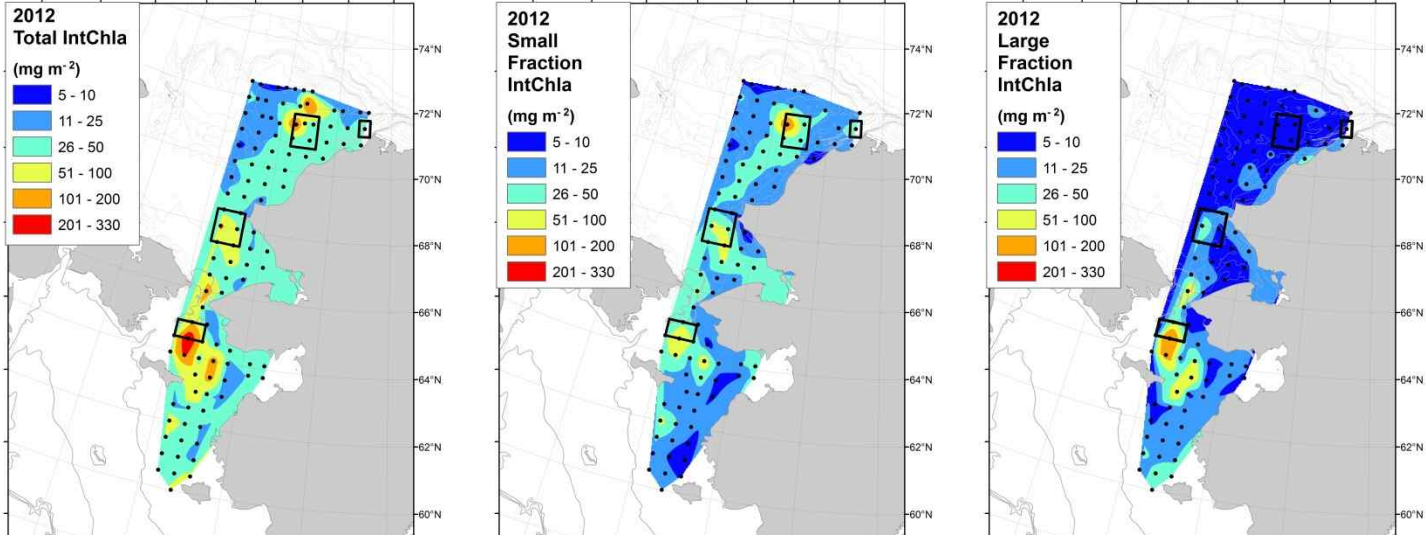 2012
Total IntChla
(mg m⁻²)
5 - 10
11 - 25
26 - 50
51 - 100
101 - 200
201 - 330
74°N
72°N
70°N
68°N
66°N
64°N
62°N
60°N
2012
Small
Fraction
IntChla
(mg m⁻²)
5 - 10
11 - 25
26 - 50
51 - 100
101 - 200
201 - 330
74°N
72°N
70°N
68°N
66°N
64°N
62°N
60°N
2012
Large
Fraction
IntChla
(mg m⁻²)
5 - 10
11 - 25
26 - 50
51 - 100
101 - 200
201 - 330
74°N
72°N
70°N
68°N
66°N
64°N
62°N
60°N